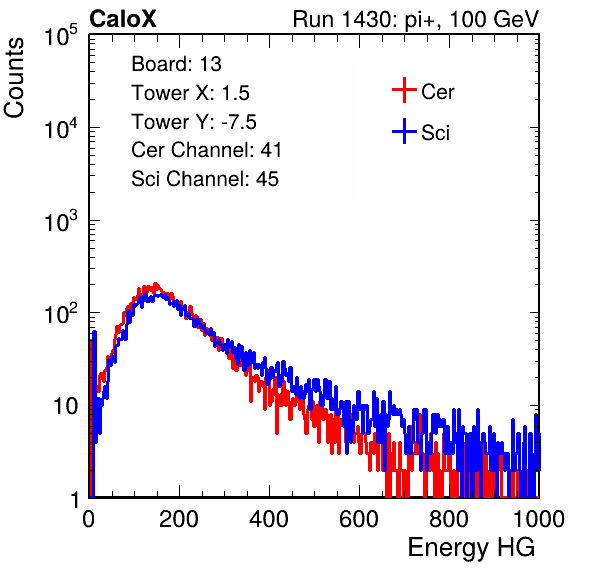 CaloX Run 1430: pi+, 100 GeV
Counts
Board: 13
Tower X: 1.5
Tower Y: -7.5
Cer Channel: 41
Sci Channel: 45
Cer
Sci
10^5
10^4
10^3
10^2
10
1
0 200 400 600 800 1000
Energy HG